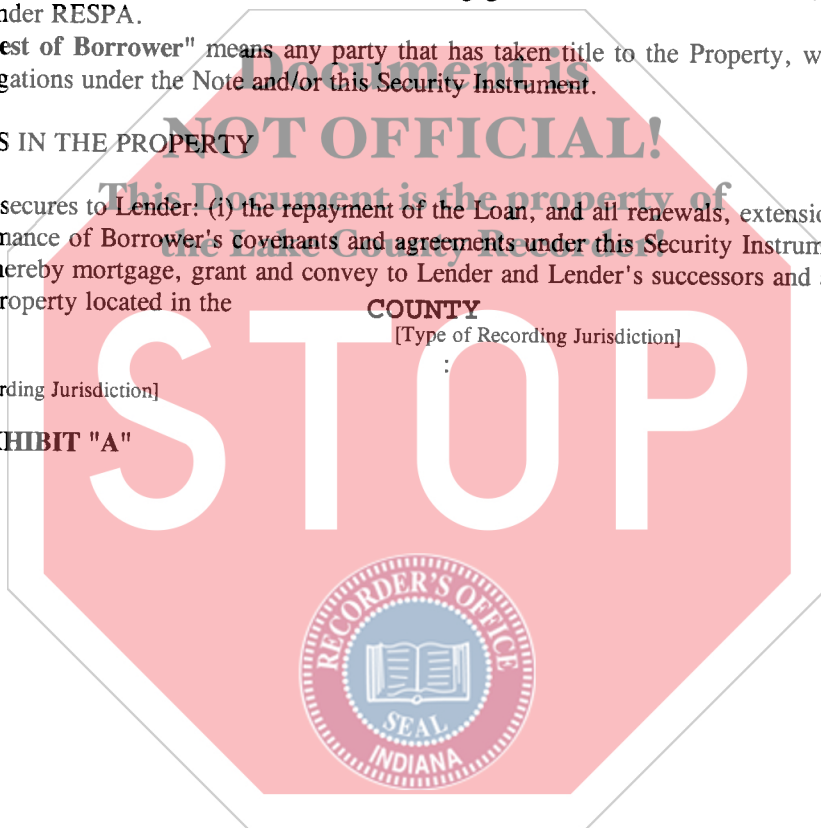 nder RESPA.
est of Borrower" means any party that has taken title to the Property, w
gations under the Note and/or this Security Instrument.
Document is
NOT OFFICIAL!
S IN THE PROPERTY
This Document is the property of
the Lake County Recorder!
secures to Lender: (i) the repayment of the Loan, and all renewals, extensio
mance of Borrower's covenants and agreements under this Security Instrum
ereby mortgage, grant and convey to Lender and Lender's successors and
roperty located in the COUNTY
[Type of Recording Jurisdiction]
:
rding Jurisdiction]
HIBIT "A"
STOP
RECORDER'S OFFICE
SEAL
INDIANA